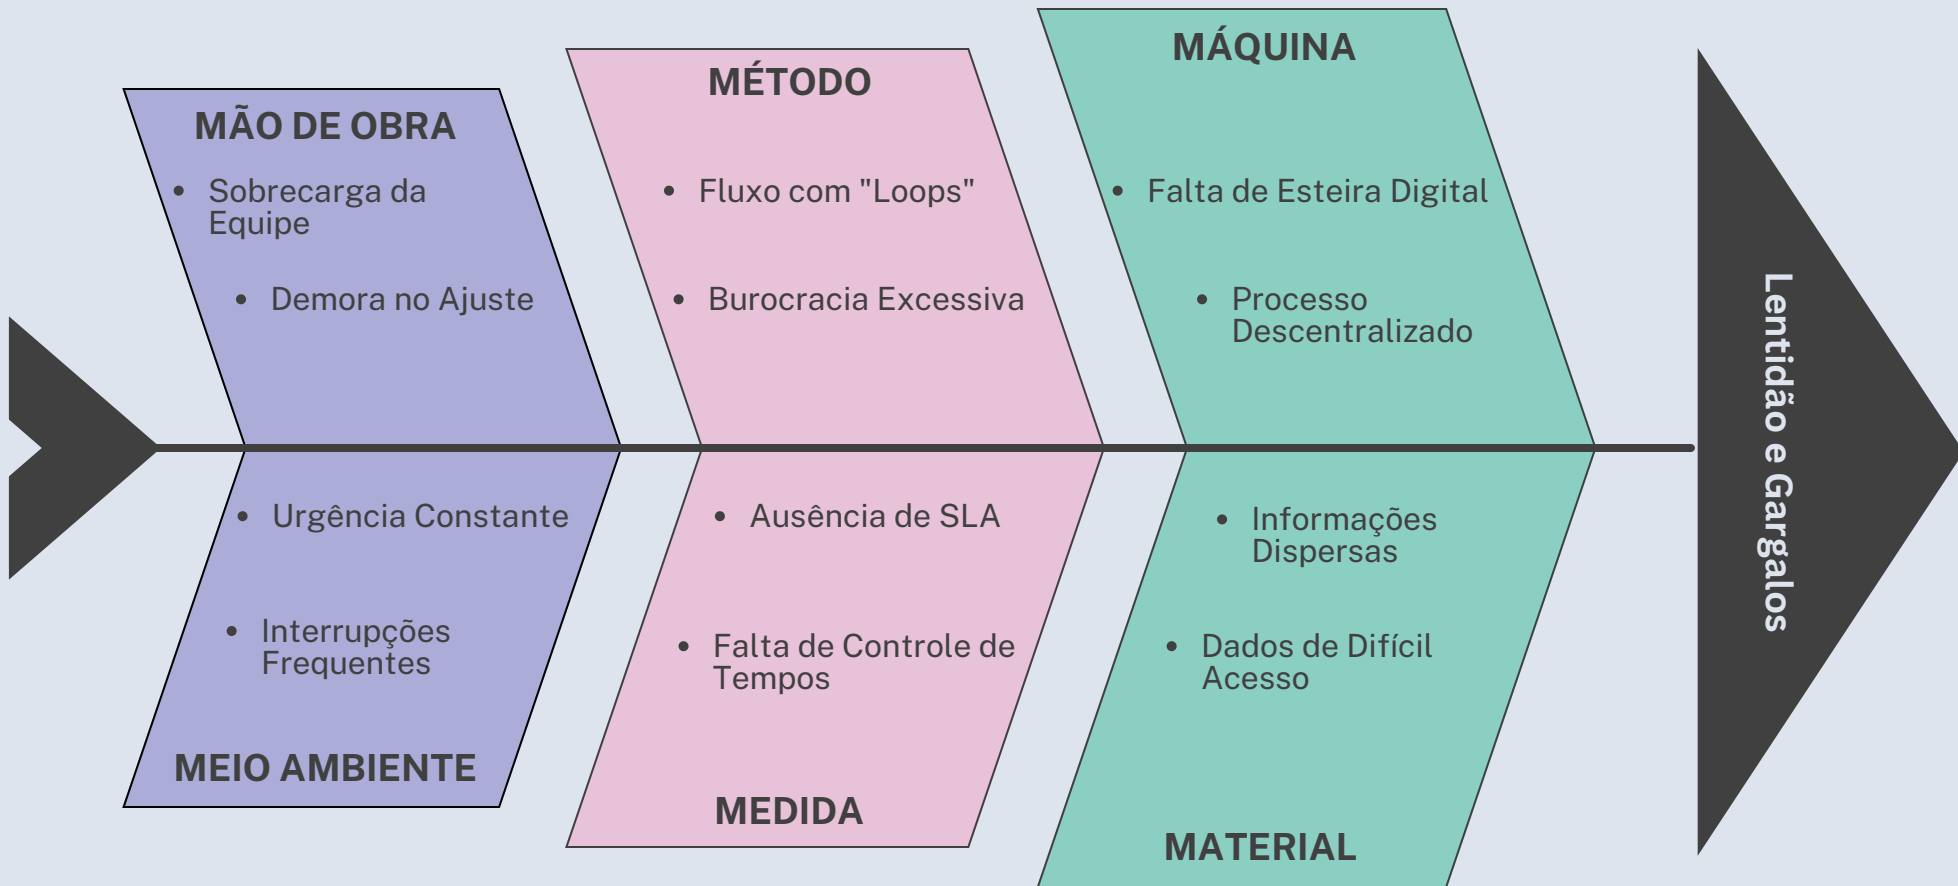 MÃO DE OBRA
Sobrecarga da
Equipe
Demora no Ajuste
MÉTODO
Fluxo com "Loops"
Burocracia Excessiva
MÁQUINA
Falta de Esteira Digital
Processo
Descentralizado
Urgência Constante
Interrupções
Frequentes
MEIO AMBIENTE
Ausência de SLA
Falta de Controle de
Tempos
MEDIDA
Informações
Dispersas
Dados de Difícil
Acesso
MATERIAL
Lentidão e Gargalos